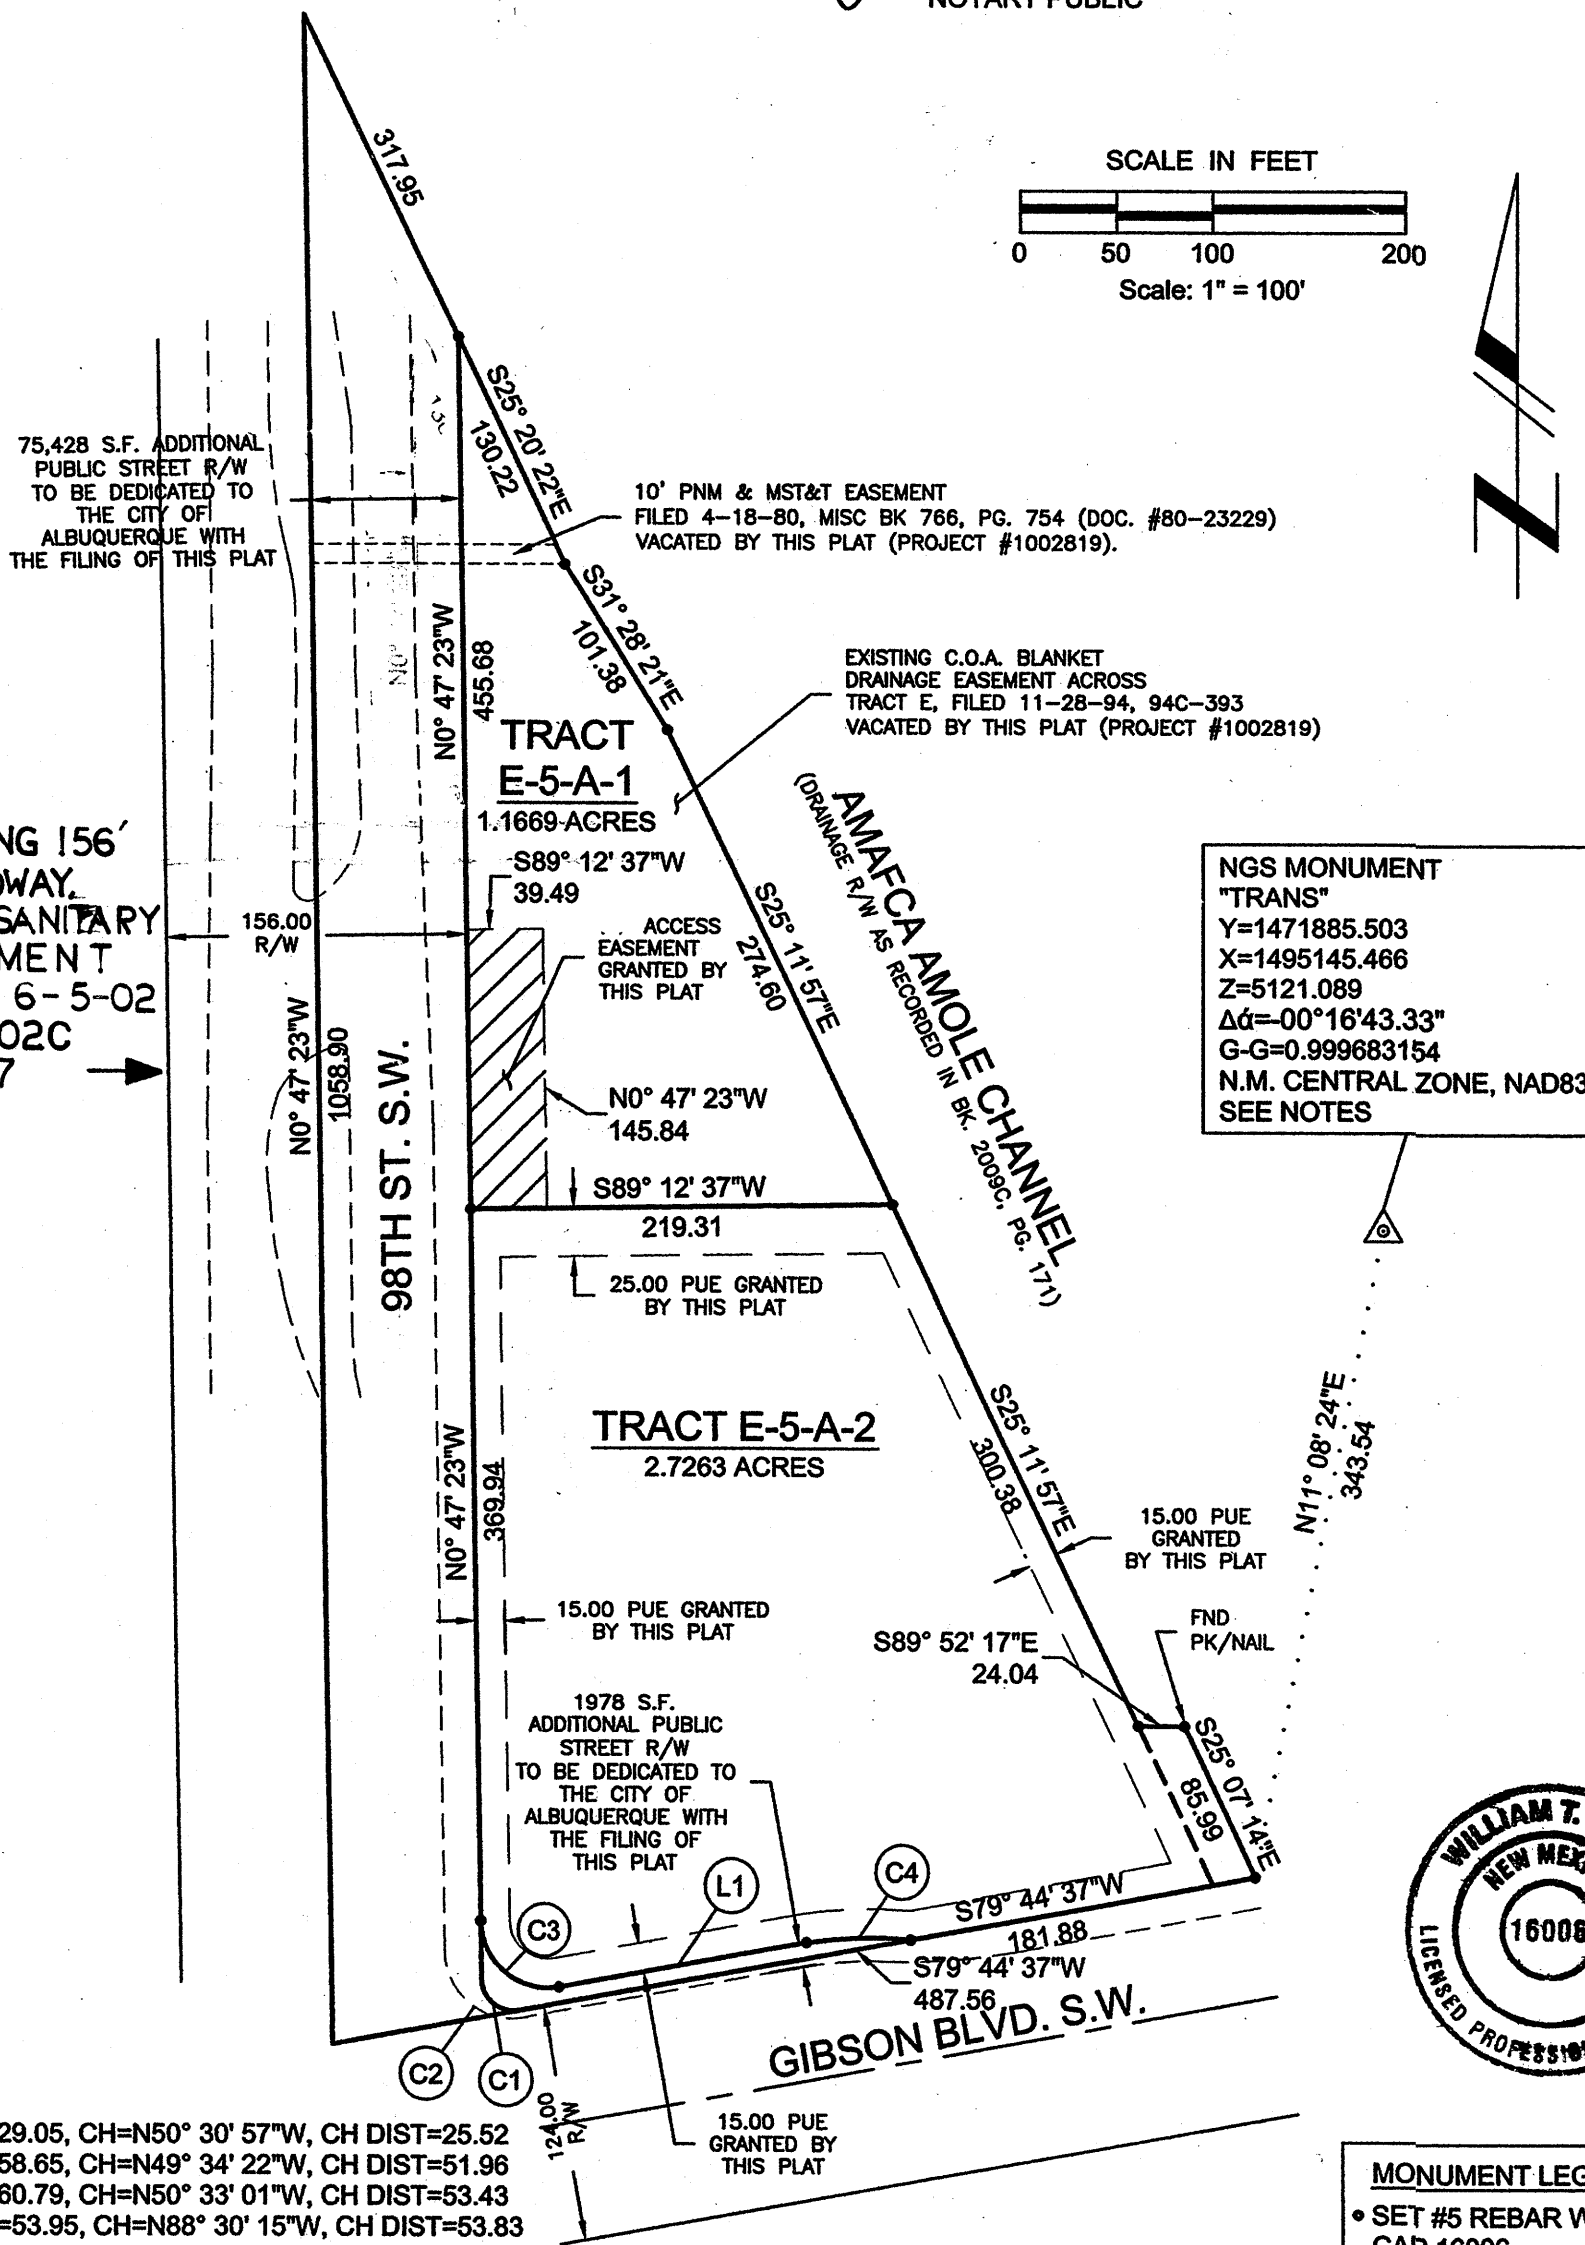 NOTARY PUBLIC
317.95
SCALE IN FEET
0 50 100 200
Scale: 1" = 100'
S25° 20' 22"E
130.22
75,428 S.F. ADDITIONAL
PUBLIC STREET R/W
TO BE DEDICATED TO
THE CITY OF
ALBUQUERQUE WITH
THE FILING OF THIS PLAT
10' PNM & MST&T EASEMENT
FILED 4-18-80, MISC BK 766, PG. 754 (DOC. #80-23229)
VACATED BY THIS PLAT (PROJECT #1002819).
S31° 28' 21"E
101.38
N0° 47' 23"W
455.68
EXISTING C.O.A. BLANKET
DRAINAGE EASEMENT ACROSS
TRACT E, FILED 11-28-94, 94C-393
VACATED BY THIS PLAT (PROJECT #1002819)
TRACT
E-5-A-1
1.1669 ACRES
S89° 12' 37"W
39.49
AMAFCA AMOLE CHANNEL
(DRAINAGE R/W AS RECORDED IN BK. 2009C, PG. 171)
S25° 11' 57"E
274.60
NG 156'
DWAY,
SANITARY
MENT
6-5-02
02C
7
156.00
R/W
ACCESS
EASEMENT
GRANTED BY
THIS PLAT
NGS MONUMENT
"TRANS"
Y=1471885.503
X=1495145.466
Z=5121.089
Δά=-00°16'43.33"
G-G=0.999683154
N.M. CENTRAL ZONE, NAD83
SEE NOTES
N0° 47' 23"W
1058.90
98TH ST. S.W.
N0° 47' 23"W
145.84
S89° 12' 37"W
219.31
25.00 PUE GRANTED
BY THIS PLAT
TRACT E-5-A-2
2.7263 ACRES
N0° 47' 23"W
369.94
S25° 11' 57"E
300.38
N11° 08' 24"E
343.54
15.00 PUE
GRANTED
BY THIS PLAT
15.00 PUE GRANTED
BY THIS PLAT
FND
PK/NAIL
S89° 52' 17"E
24.04
1978 S.F.
ADDITIONAL PUBLIC
STREET R/W
TO BE DEDICATED TO
THE CITY OF
ALBUQUERQUE WITH
THE FILING OF
THIS PLAT
S25° 07' 14"E
85.99
L1
C4
C3
S79° 44' 37"W
181.88
S79° 44' 37"W
487.56
GIBSON BLVD. S.W.
C2
C1
124.00
R/W
15.00 PUE
GRANTED BY
THIS PLAT
WILLIAM T.
NEW MEXI
16006
LICENSED PROFESSION
29.05, CH=N50° 30' 57"W, CH DIST=25.52
58.65, CH=N49° 34' 22"W, CH DIST=51.96
60.79, CH=N50° 33' 01"W, CH DIST=53.43
=53.95, CH=N88° 30' 15"W, CH DIST=53.83
MONUMENT LEG
SET #5 REBAR W